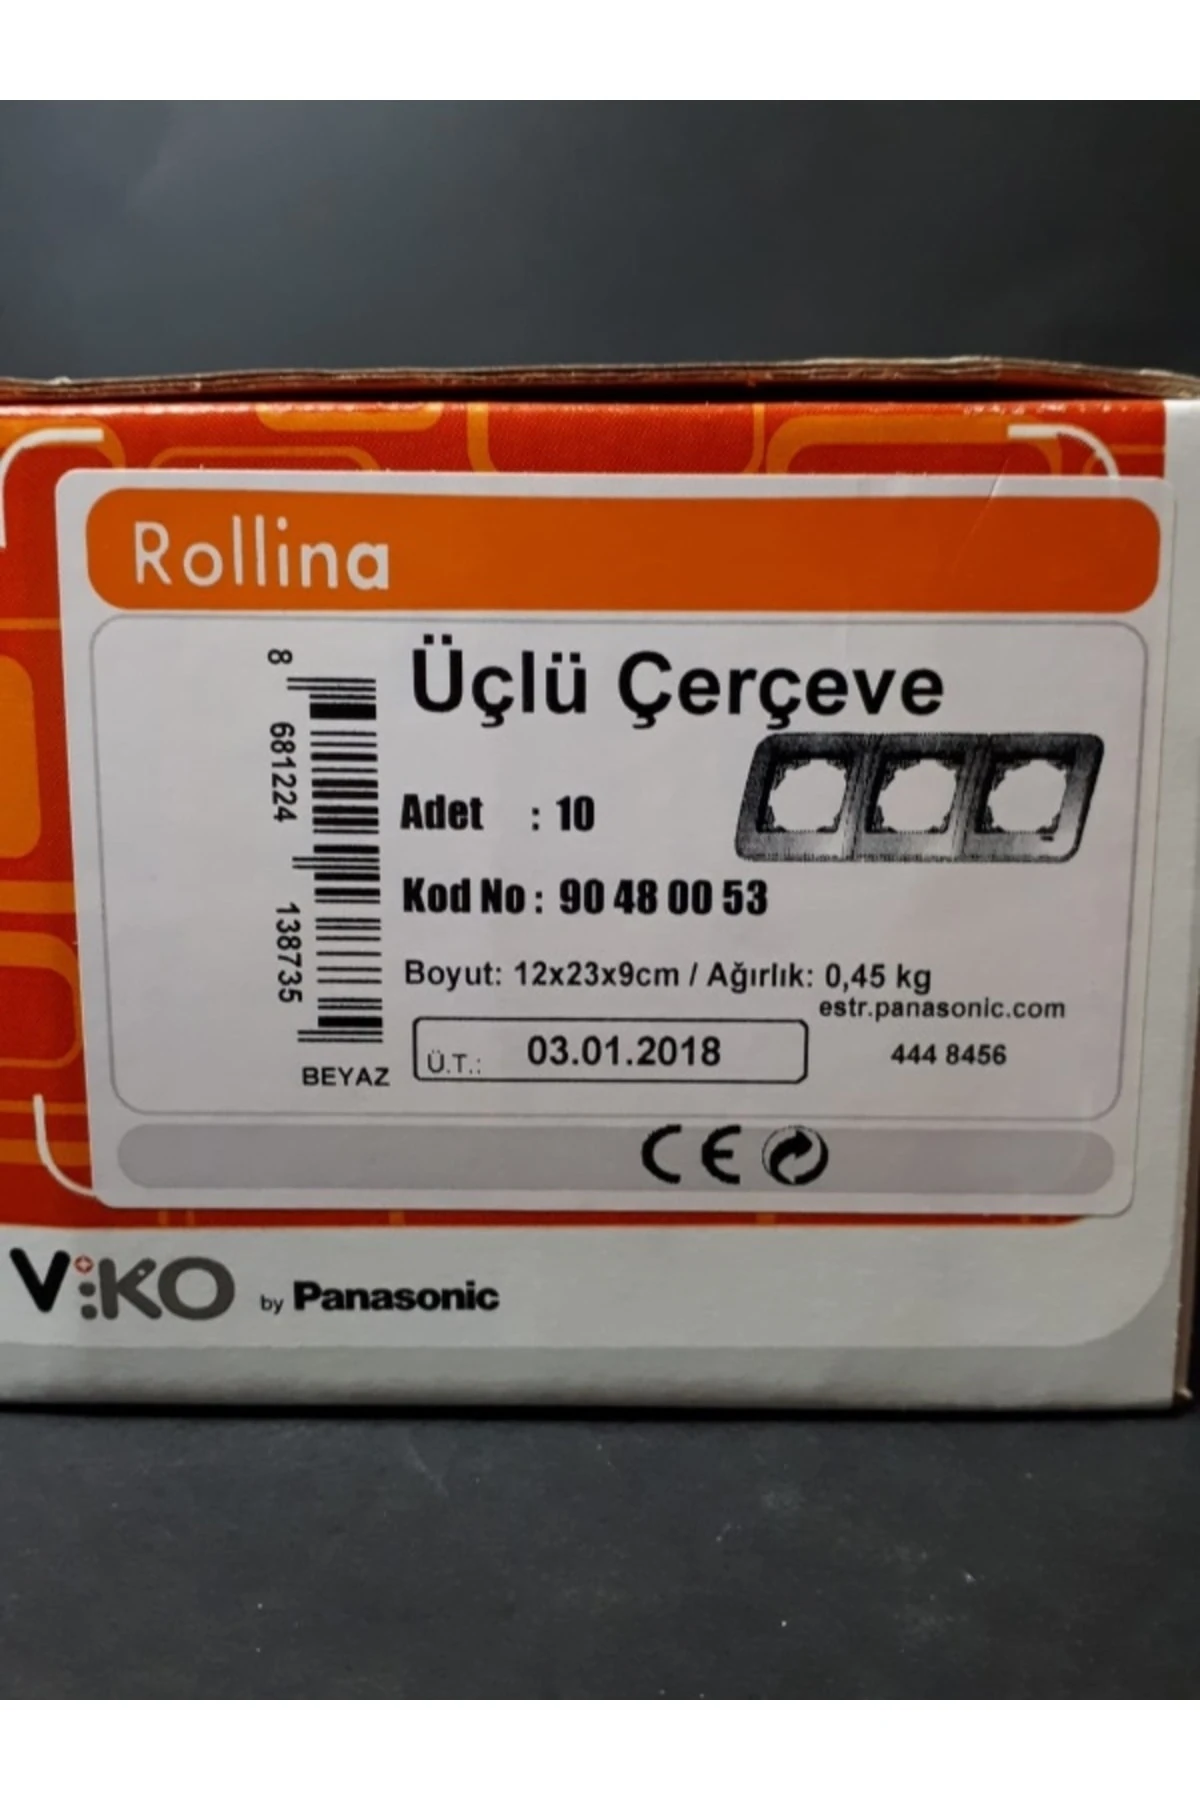 Rollina
Üçlü Çerçeve
8 681224 138735
Adet : 10
Kod No : 90 48 00 53
Boyut: 12x23x9cm / Ağırlık: 0,45 kg
estr.panasonic.com
Ü.T.: 03.01.2018
444 8456
BEYAZ
CE
ViKO by Panasonic